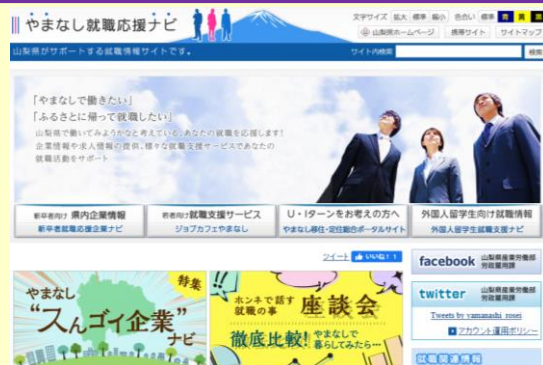 やまなし就職応援ナビ
文字サイズ 拡大 標準 縮小 色合い 標準 青 黄 黒
山梨県ホームページ 携帯サイト サイトマップ
山梨県がサポートする就職情報サイトです。
サイト内検索 検索
「やまなしで働きたい」
「ふるさとに帰って就職したい」
山梨県で働いてみようかなと考えている、あなたの就職を応援します!
企業情報や求人情報の提供、様々な就職支援サービスであなたの
就職活動をサポート
新卒者向け 県内企業情報
新卒者就職応援企業ナビ
若者向け就職支援サービス
ジョブカフェやまなし
U・Iターンをお考えの方へ
やまなし移住・定住総合ポータルサイト
外国人留学生向け就職情報
外国人留学生就職支援ナビ
ツイート いいね! 1
特集
やまなし
“スんゴイ企業”
ナビ
ホンネで話す
就職の事
座談会
徹底比較!
やまなしで
暮らしてみたら…
facebook 山梨県産業労働部
労政雇用課
twitter 山梨県産業労働部
労政雇用課
Tweets by yamanashi_rosei
アカウント運用ポリシー
就職関連情報